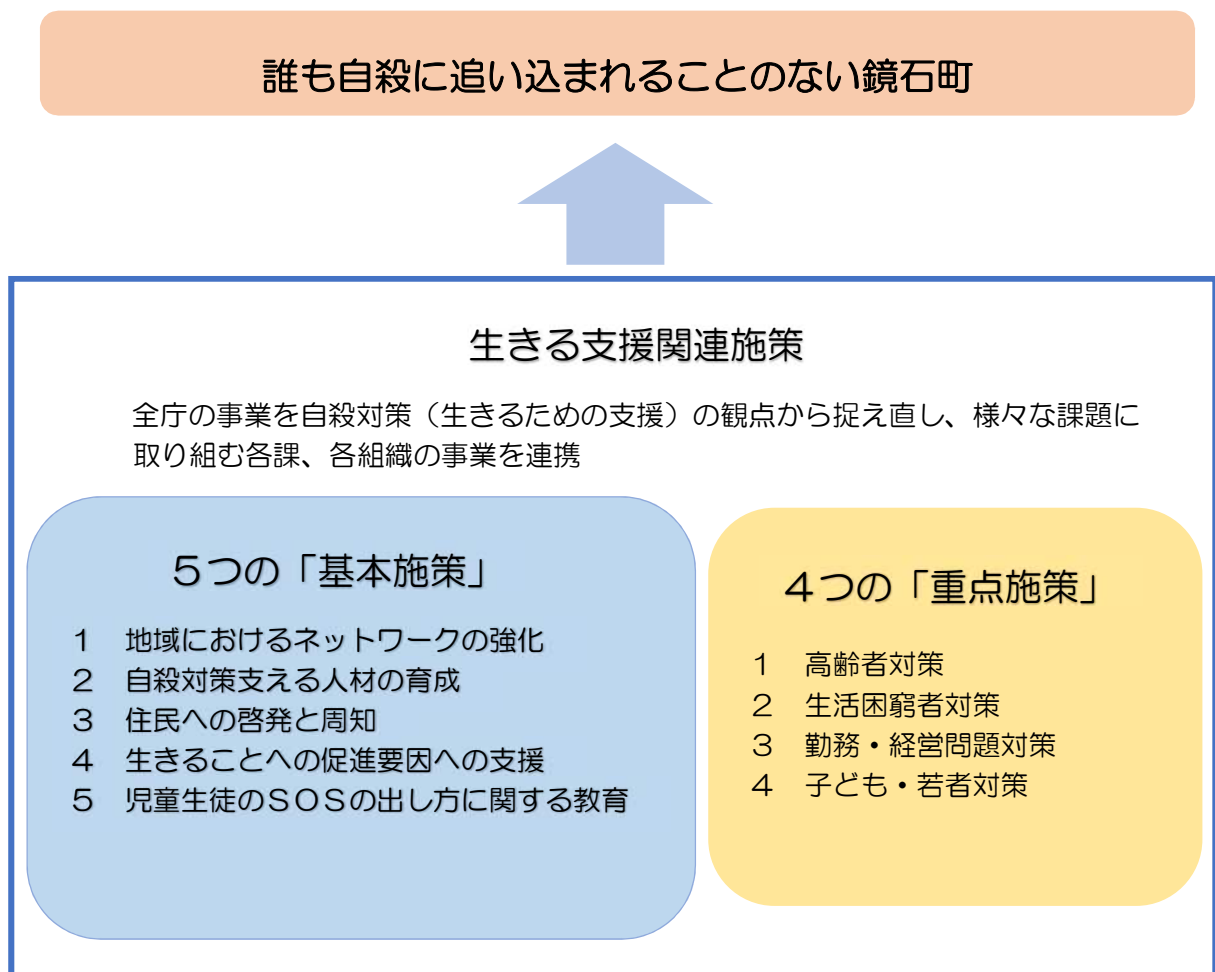 誰も自殺に追い込まれることのない鏡石町
生きる支援関連施策
全庁の事業を自殺対策（生きるための支援）の観点から捉え直し、様々な課題に
取り組む各課、各組織の事業を連携
５つの「基本施策」
１　地域におけるネットワークの強化
２　自殺対策支える人材の育成
３　住民への啓発と周知
４　生きることへの促進要因への支援
５　児童生徒のＳＯＳの出し方に関する教育
４つの「重点施策」
１　高齢者対策
２　生活困窮者対策
３　勤務・経営問題対策
４　子ども・若者対策